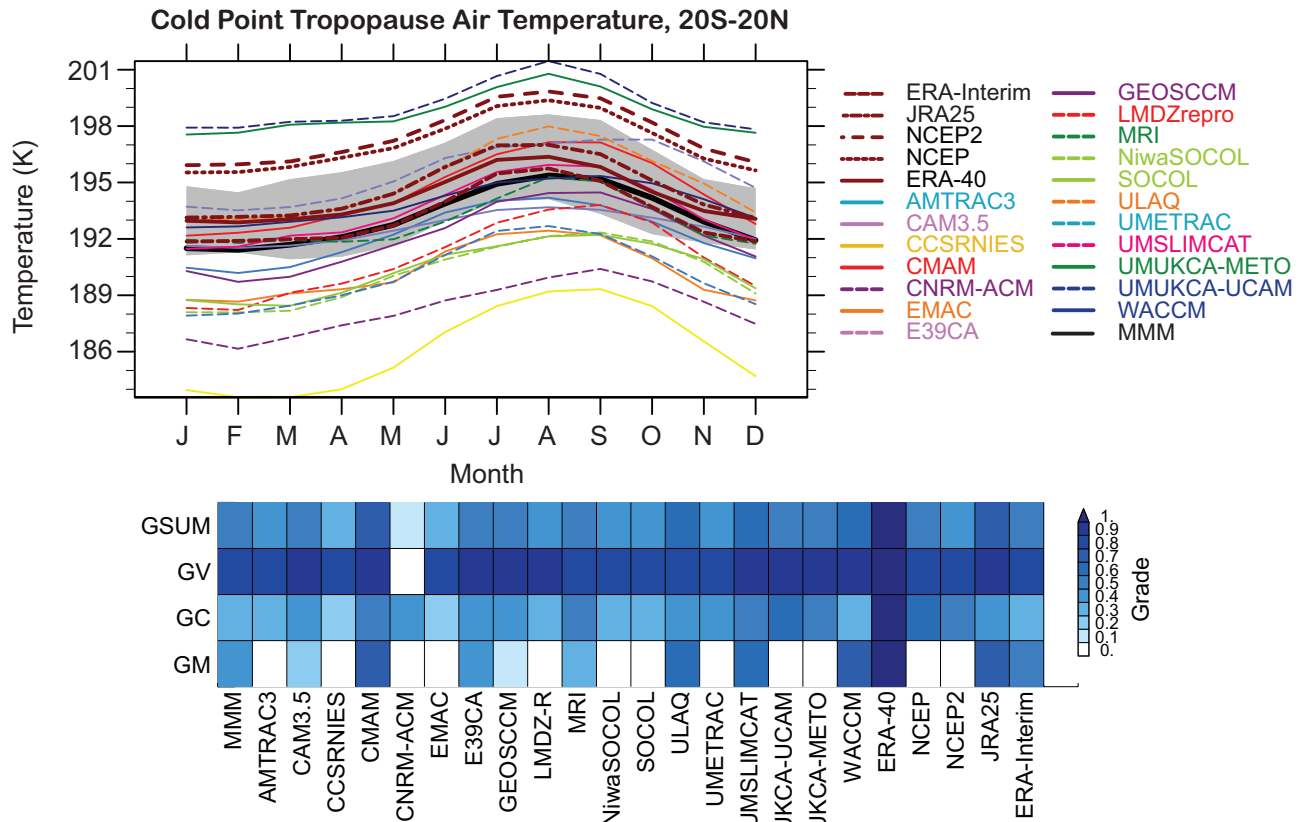 Cold Point Tropopause Air Temperature, 20S-20N
Temperature (K)
201
198
195
192
189
186
J F M A M J J A S O N D
Month
ERA-Interim
JRA25
NCEP2
NCEP
ERA-40
AMTRAC3
CAM3.5
CCSRNIES
CMAM
CNRM-ACM
EMAC
E39CA
GEOSCCM
LMDZrepro
MRI
NiwaSOCOL
SOCOL
ULAQ
UMETRAC
UMSLIMCAT
UMUKCA-METO
UMUKCA-UCAM
WACCM
MMM
GSUM
GV
GC
GM
1.
0.9
0.8
0.7
0.6
0.5
0.4
0.3
0.2
0.1
0.
Grade
MMM
AMTRAC3
CAM3.5
CCSRNIES
CMAM
CNRM-ACM
EMAC
E39CA
GEOSCCM
LMDZ-R
MRI
NiwaSOCOL
SOCOL
ULAQ
UMETRAC
UMSLIMCAT
UKCA-UCAM
UKCA-METO
WACCM
ERA-40
NCEP
NCEP2
JRA25
ERA-Interim